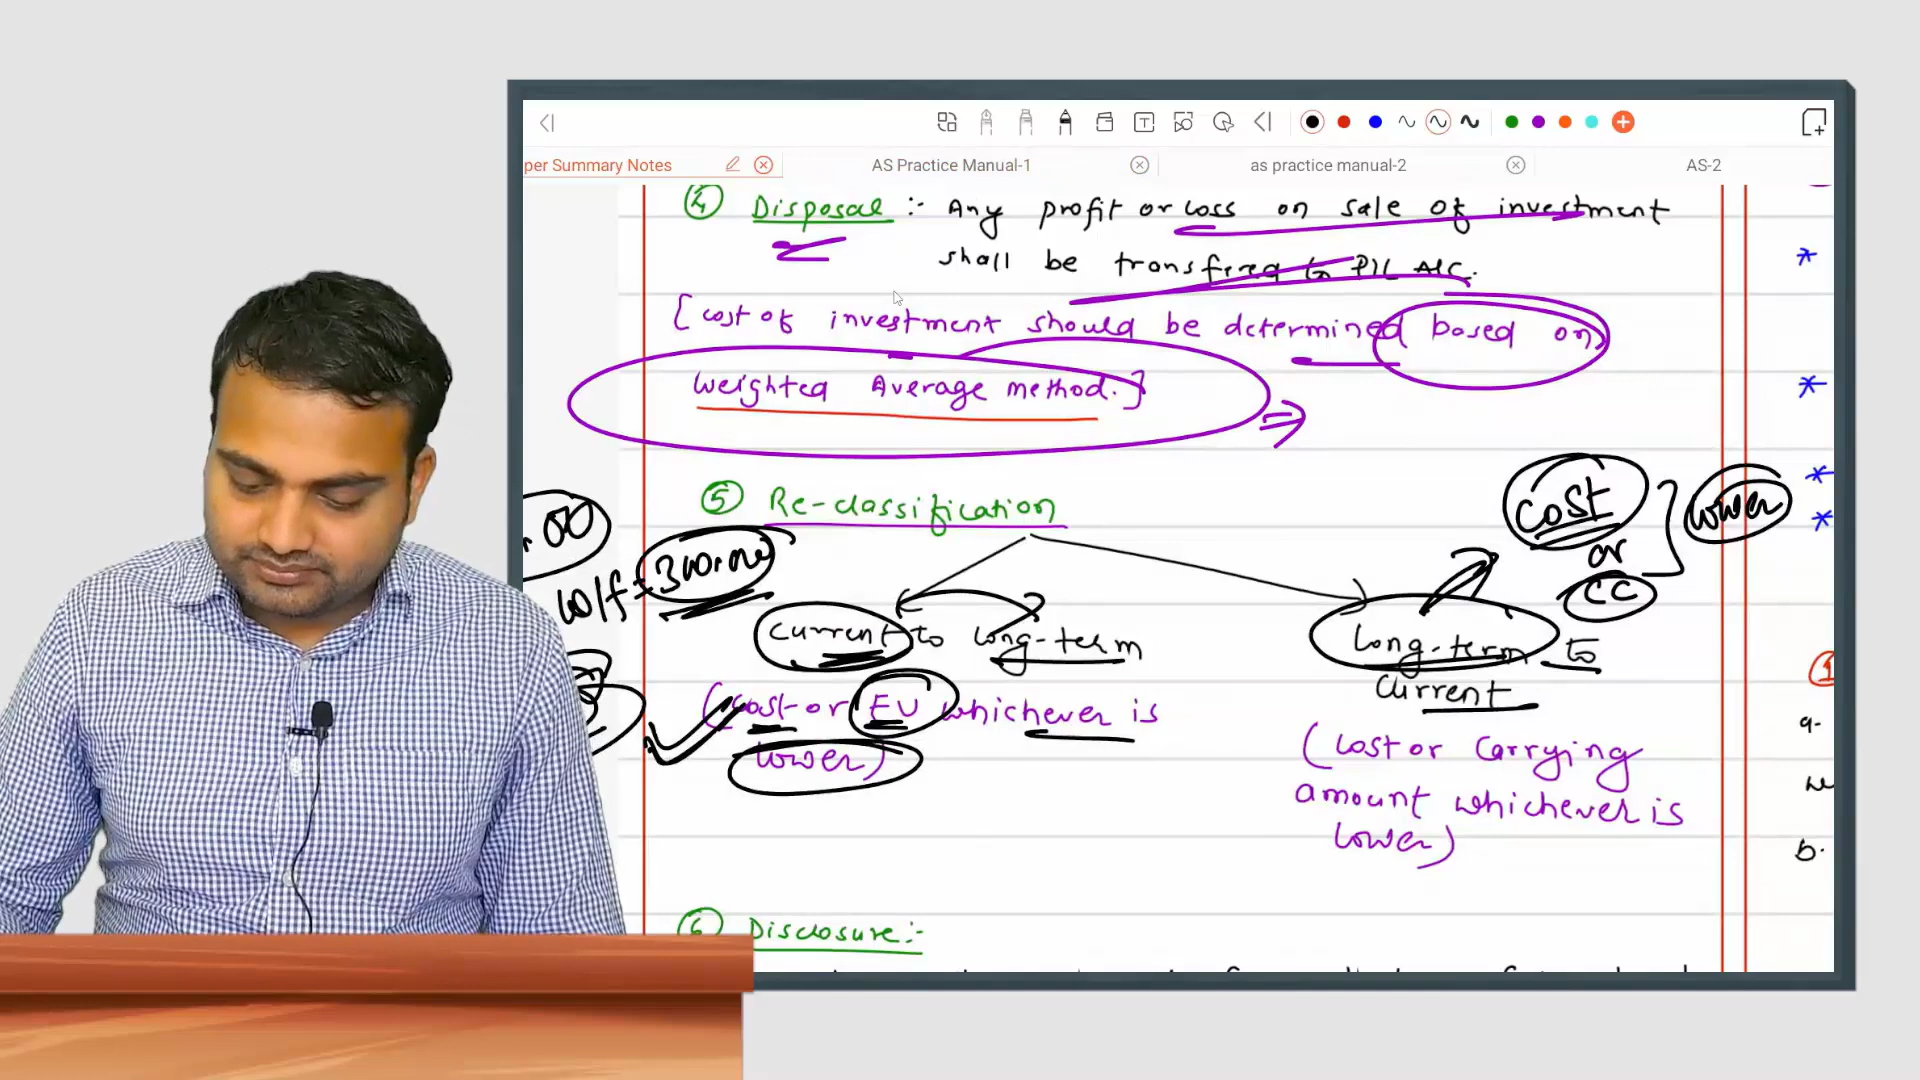 per Summary Notes AS Practice Manual-1 as practice manual-2 AS-2
④ Disposal :- Any profit or loss on sale of investment
shall be transfreq to P/L A/C.
[cost of investment should be determined based on
weighted Average method.]
⑤ Re-classification
cost
or
CC
lower
w/f =
current to long-term
(cost or FV whichever is
lower)
long-term to
current
(cost or carrying
amount whichever is
lower)
a.
b.
⑥ Disclosure:-